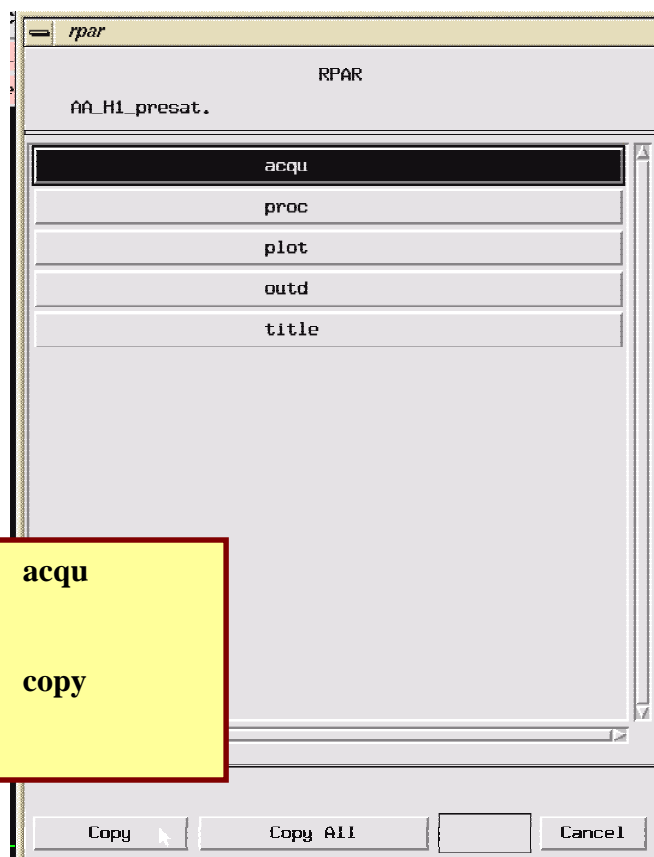 rpar
RPAR
AA_H1_presat.
acqu
proc
plot
outd
title
acqu
copy
Copy
Copy All
Cancel